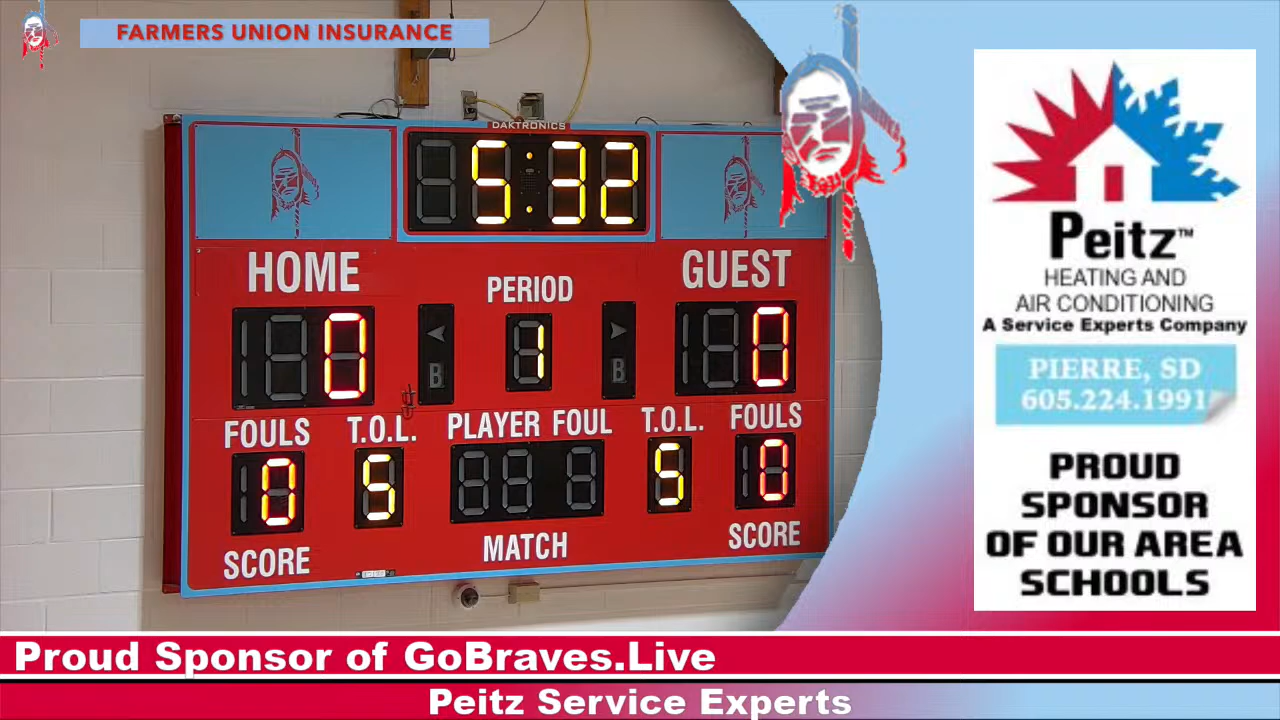 FARMERS UNION INSURANCE
DAKTRONICS
5:32
HOME
PERIOD
GUEST
0
1
0
B
B
FOULS
T.O.L.
PLAYER FOUL
T.O.L.
FOULS
0
5
5
0
SCORE
MATCH
SCORE
Peitz™
HEATING AND
AIR CONDITIONING
A Service Experts Company
PIERRE, SD
605.224.1991
PROUD
SPONSOR
OF OUR AREA
SCHOOLS
Proud Sponsor of GoBraves.Live
Peitz Service Experts